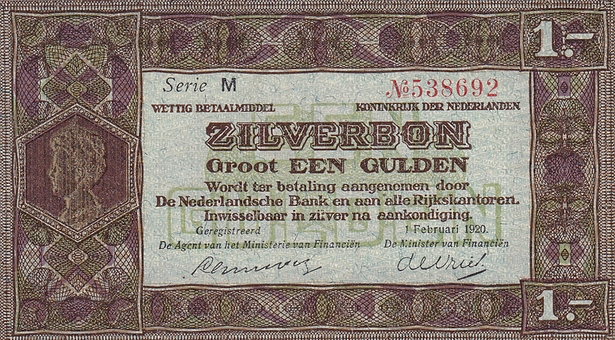 1.-
Serie M
№538692
WETTIG BETAALMIDDEL
KONINKRIJK DER NEDERLANDEN
ZILVERBON
Groot EEN GULDEN
Wordt ter betaling aangenomen door
De Nederlandsche Bank en aan alle Rijkskantoren.
Inwisselbaar in zilver na aankondiging.
Geregistreerd
1 Februari 1920.
De Agent van het Ministerie van Financiën
De Minister van Financiën
de Vries
1.-